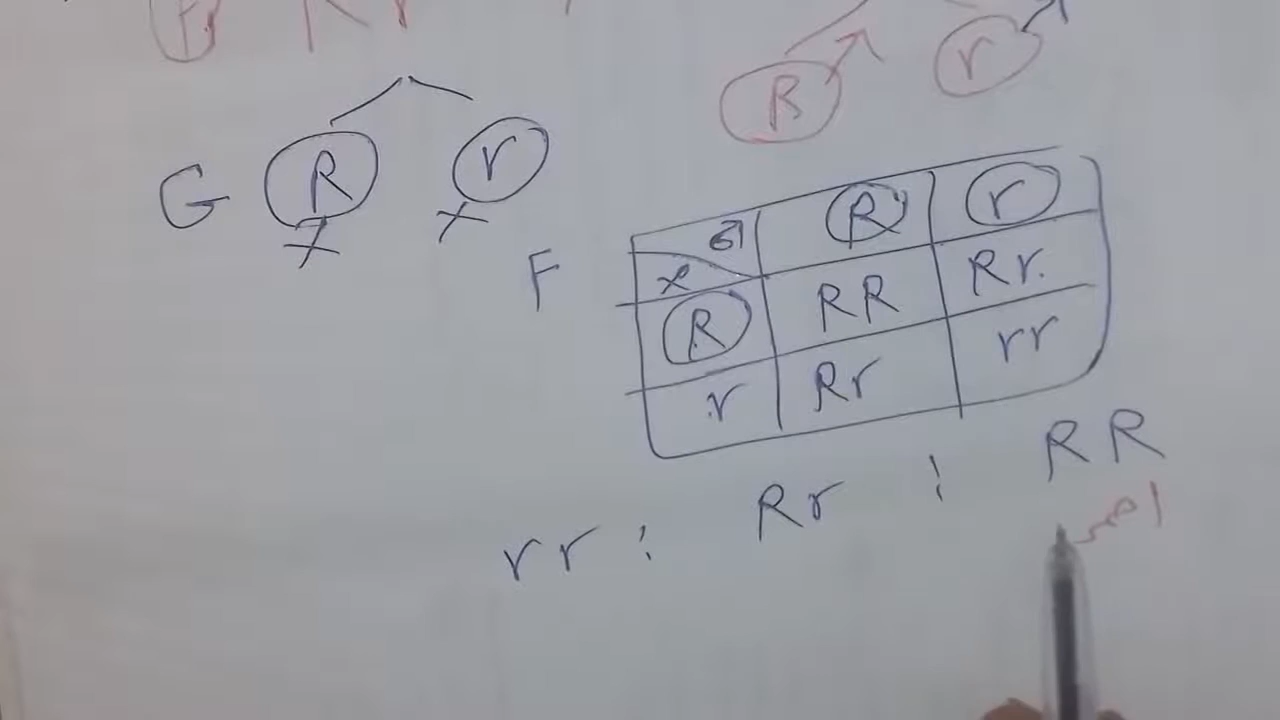 R r
R r
G R r
♂ R r
F
R RR Rr.
r Rr rr
rr : Rr : RR